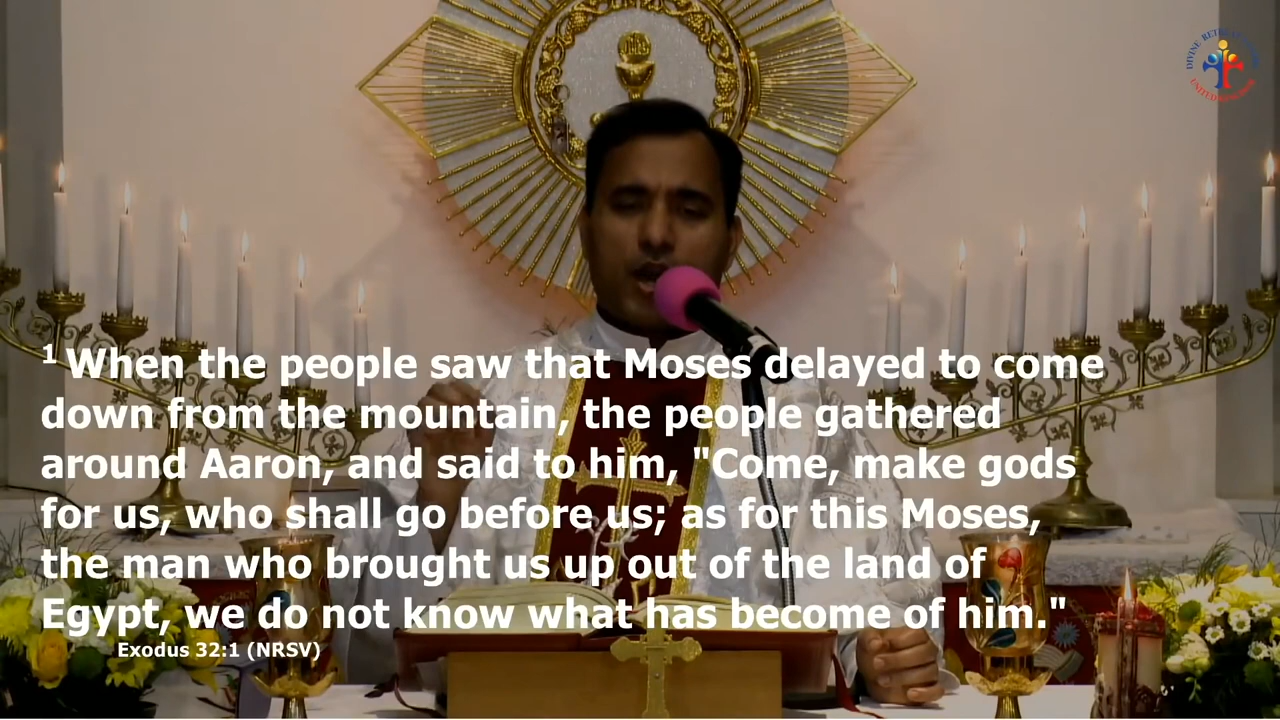 DIVINE RETREAT
UNITED
1 When the people saw that Moses delayed to come
down from the mountain, the people gathered
around Aaron, and said to him, "Come, make gods
for us, who shall go before us; as for this Moses,
the man who brought us up out of the land of
Egypt, we do not know what has become of him."
Exodus 32:1 (NRSV)